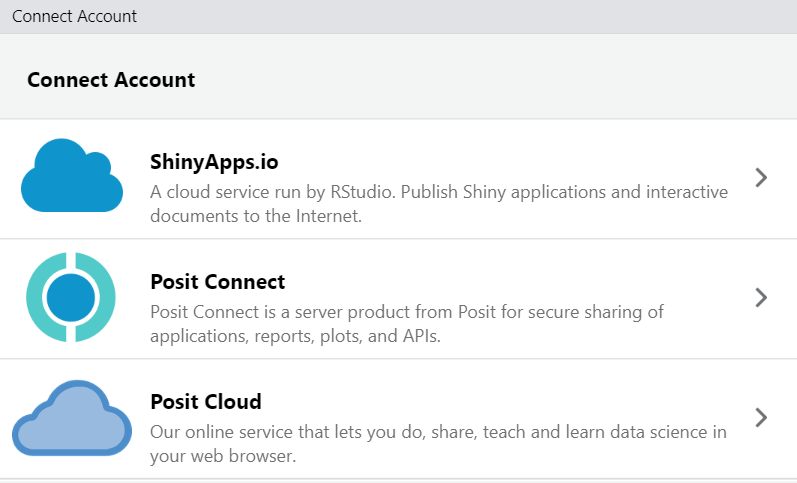 Connect Account
Connect Account
ShinyApps.io
A cloud service run by RStudio. Publish Shiny applications and interactive
documents to the Internet.
Posit Connect
Posit Connect is a server product from Posit for secure sharing of
applications, reports, plots, and APIs.
Posit Cloud
Our online service that lets you do, share, teach and learn data science in
your web browser.